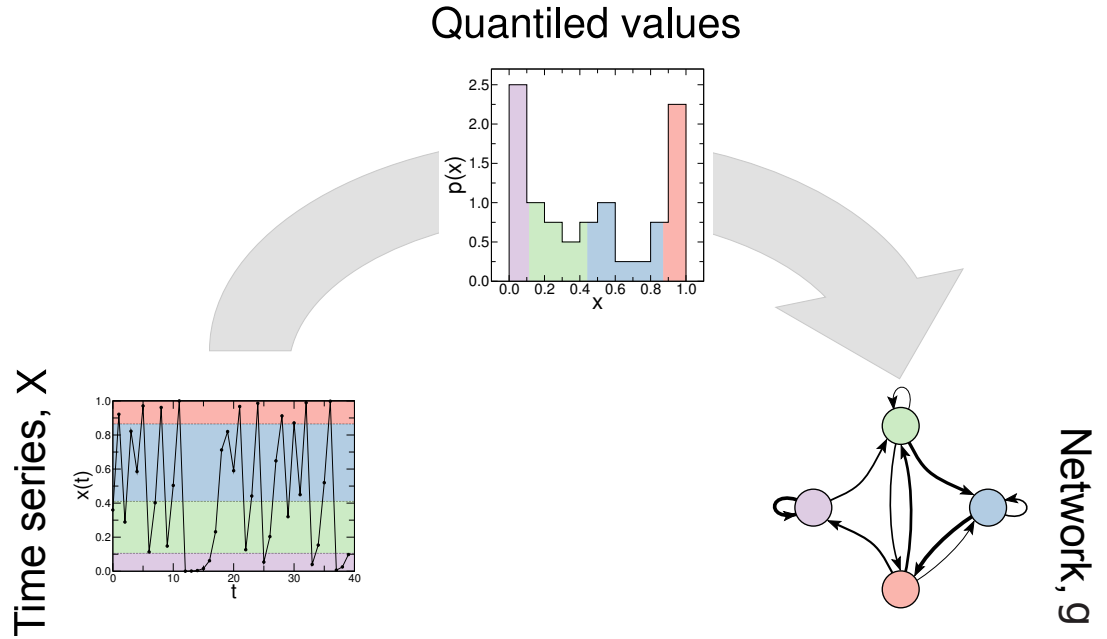 Quantiled values
2.5
2.0
1.5
1.0
0.5
0.0
p(x)
0.0 0.2 0.4 0.6 0.8 1.0
x
Time series, X
1.0
0.8
0.6
0.4
0.2
0.0
x(t)
0 10 20 30 40
t
Network, g